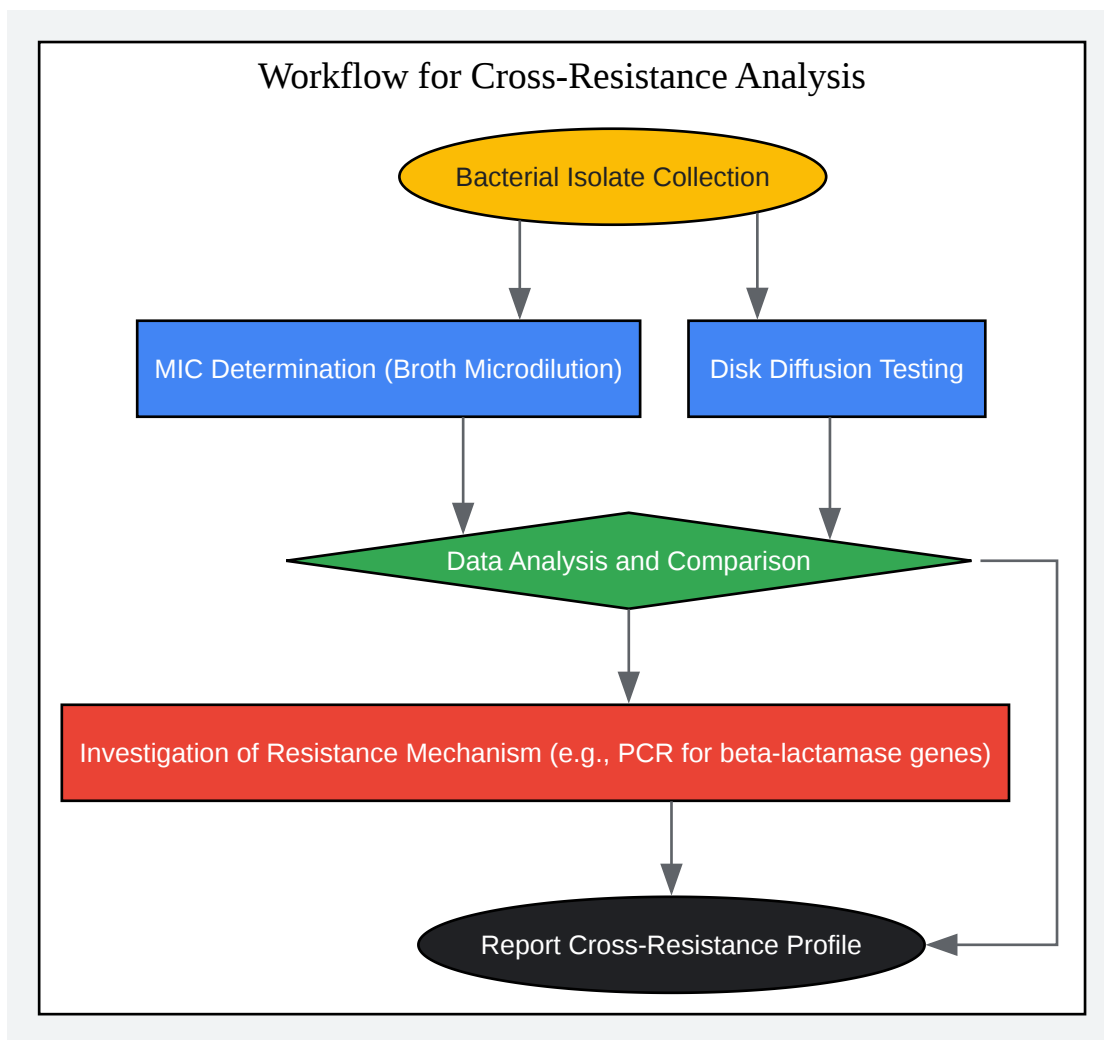 Workflow for Cross-Resistance Analysis
Bacterial Isolate Collection
MIC Determination (Broth Microdilution)
Disk Diffusion Testing
Data Analysis and Comparison
Investigation of Resistance Mechanism (e.g., PCR for beta-lactamase genes)
Report Cross-Resistance Profile